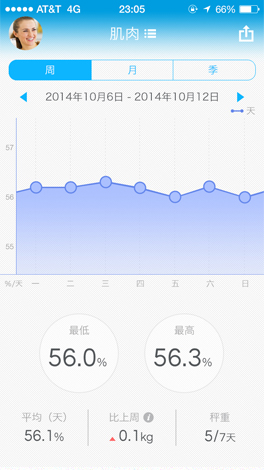 AT&T 4G 23:05 66%
肌肉
周 月 季
2014年10月6日 - 2014年10月12日
天
57
56
55
%/天 一 二 三 四 五 六 日
最低 最高
56.0% 56.3%
平均（天） 比上周 秤重
56.1% 0.1kg 5/7天